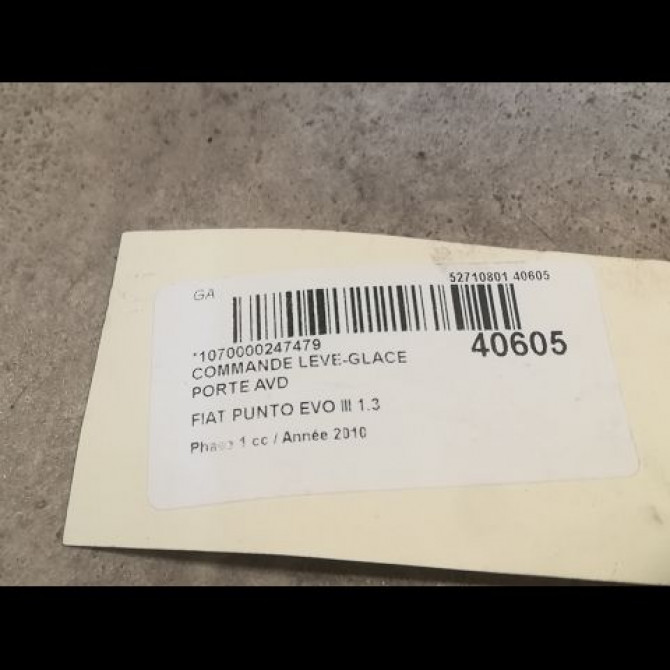 GA
52710801 40605
*1070000247479
40605
COMMANDE LEVE-GLACE
PORTE AVD
FIAT PUNTO EVO III 1.3
Phase 1 cc / Année 2010